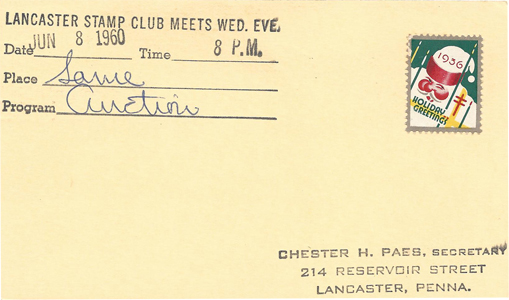 LANCASTER STAMP CLUB MEETS WED. EVE.
Date JUN 8 1960 Time 8 P.M.
Place Same
Program Auction
1936
HOLIDAY
GREETINGS
CHESTER H. PAES, SECRETARY
214 RESERVOIR STREET
LANCASTER, PENNA.